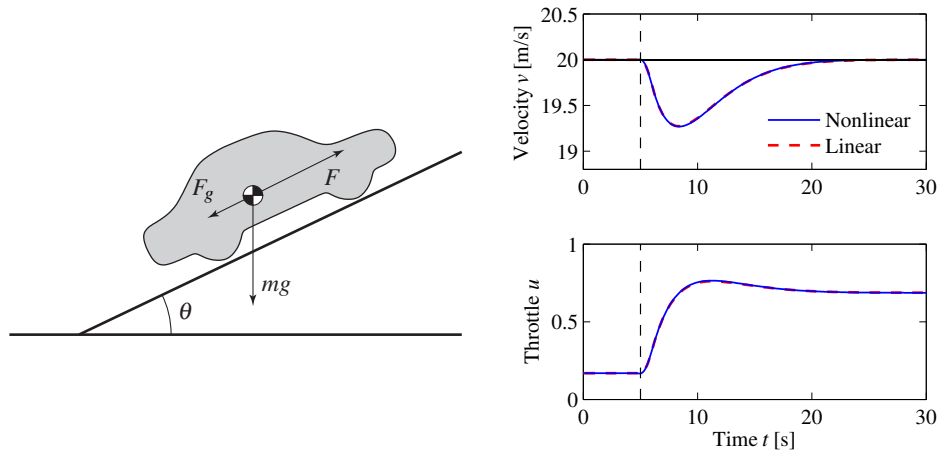 F_g
F
mg
θ
Velocity v [m/s]
20.5
20
19.5
19
Nonlinear
Linear
0 10 20 30
Throttle u
1
0.5
0
0 10 20 30
Time t [s]